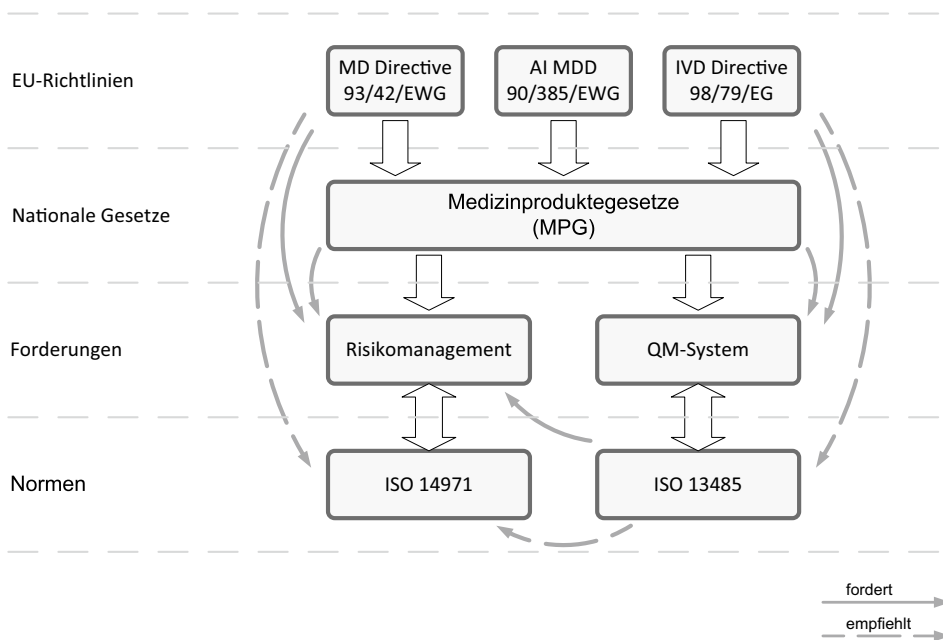 EU-Richtlinien
MD Directive
93/42/EWG
AI MDD
90/385/EWG
IVD Directive
98/79/EG
Nationale Gesetze
Medizinproduktegesetze
(MPG)
Forderungen
Risikomanagement
QM-System
Normen
ISO 14971
ISO 13485
fordert
empfiehlt